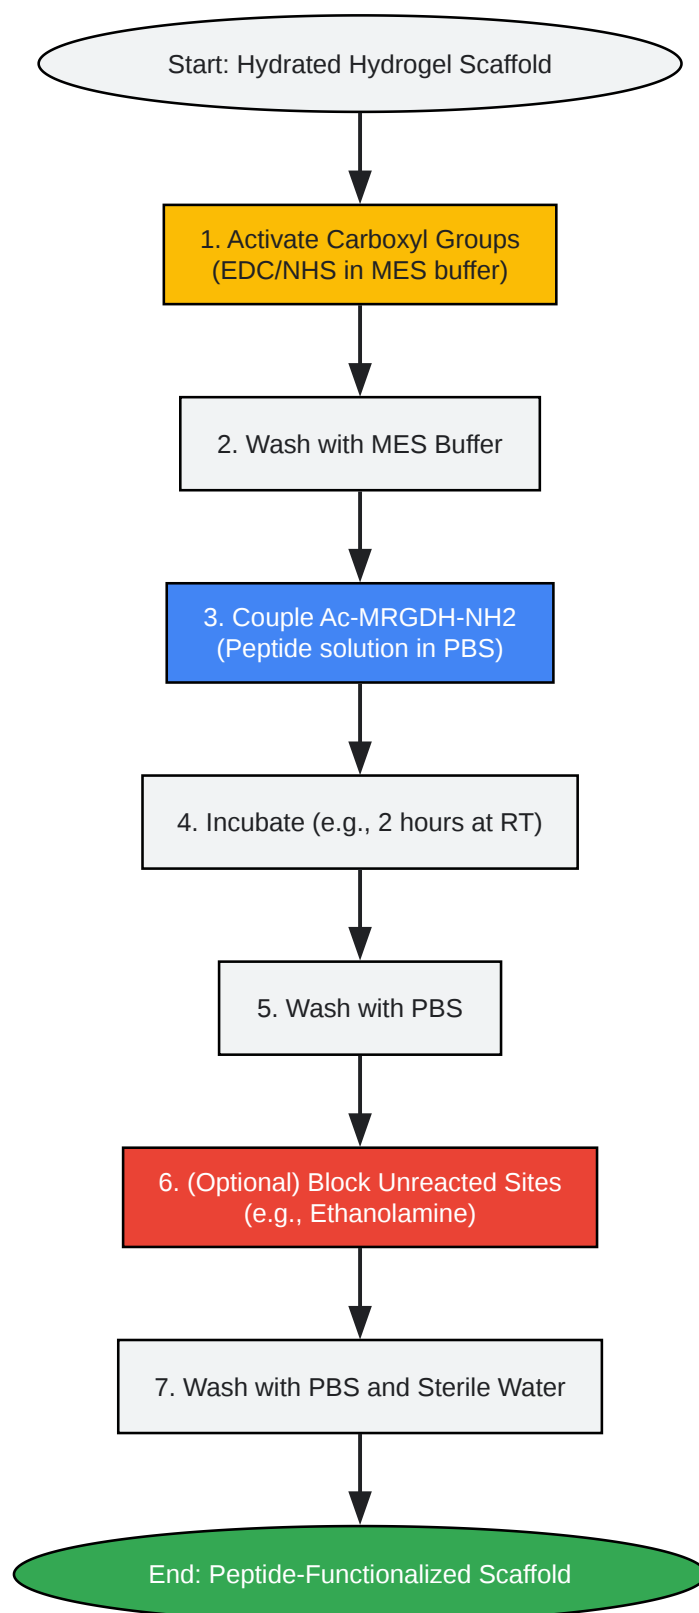 Start: Hydrated Hydrogel Scaffold
1. Activate Carboxyl Groups
(EDC/NHS in MES buffer)
2. Wash with MES Buffer
3. Couple Ac-MRGDH-NH2
(Peptide solution in PBS)
4. Incubate (e.g., 2 hours at RT)
5. Wash with PBS
6. (Optional) Block Unreacted Sites
(e.g., Ethanolamine)
7. Wash with PBS and Sterile Water
End: Peptide-Functionalized Scaffold